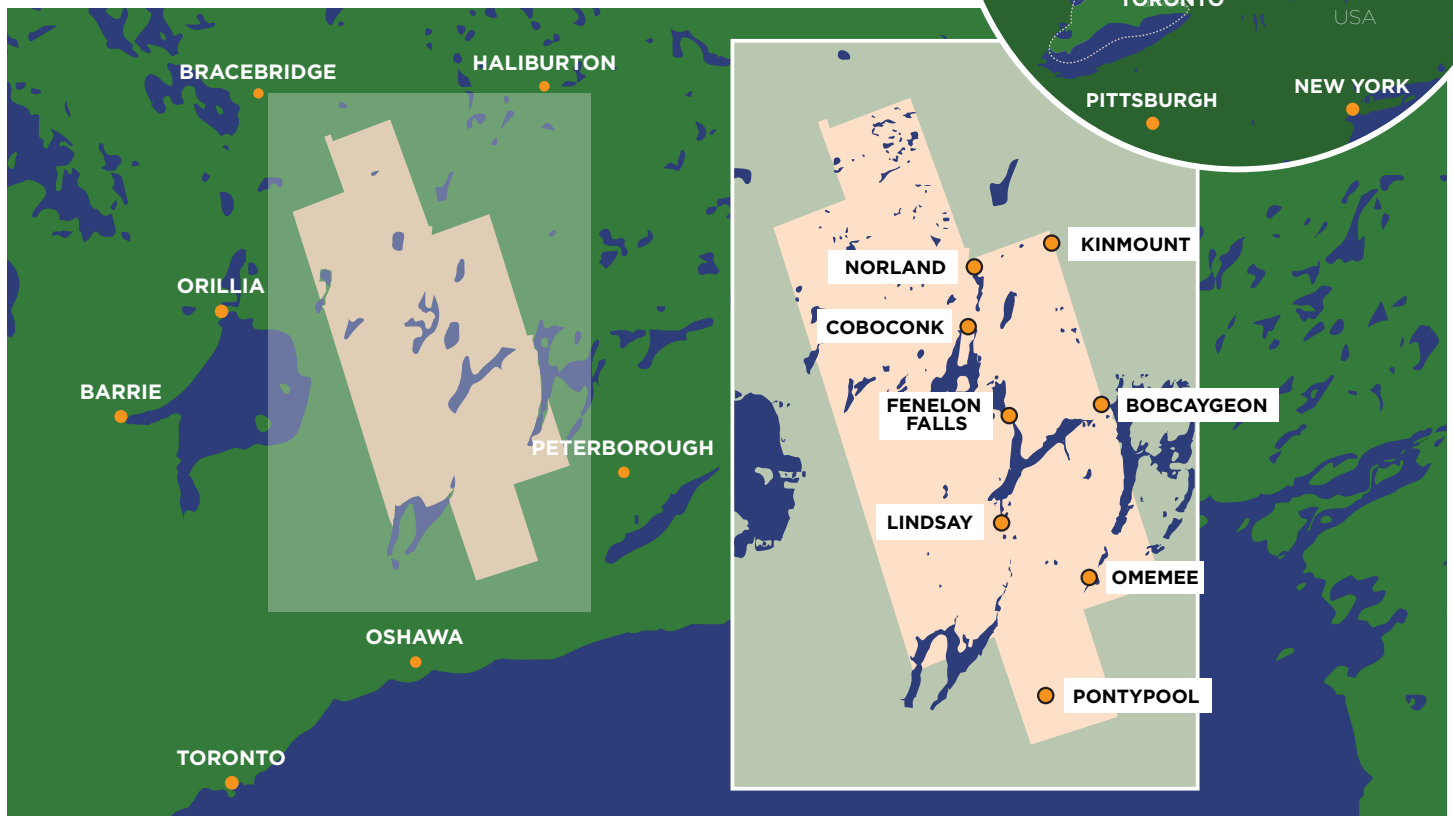 TORONTO
USA
NEW YORK
PITTSBURGH
HALIBURTON
BRACEBRIDGE
ORILLIA
BARRIE
PETERBOROUGH
OSHAWA
TORONTO
KINMOUNT
NORLAND
COBOCONK
FENELON
FALLS
BOBCAYGEON
LINDSAY
OMEMEE
PONTYPOOL